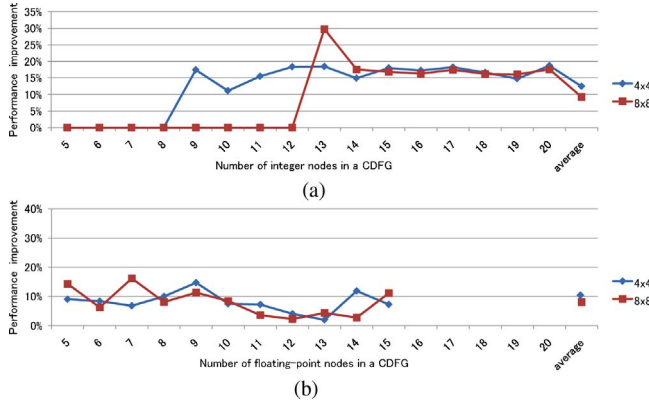 35%
30%
25%
20%
15%
10%
5%
0%
Performance improvement
5 6 7 8 9 10 11 12 13 14 15 16 17 18 19 20 average
Number of integer nodes in a CDFG
4x4
8x8
(a)
40%
30%
20%
10%
0%
Performance improvement
5 6 7 8 9 10 11 12 13 14 15 16 17 18 19 20 average
Number of floating-point nodes in a CDFG
4x4
8x8
(b)